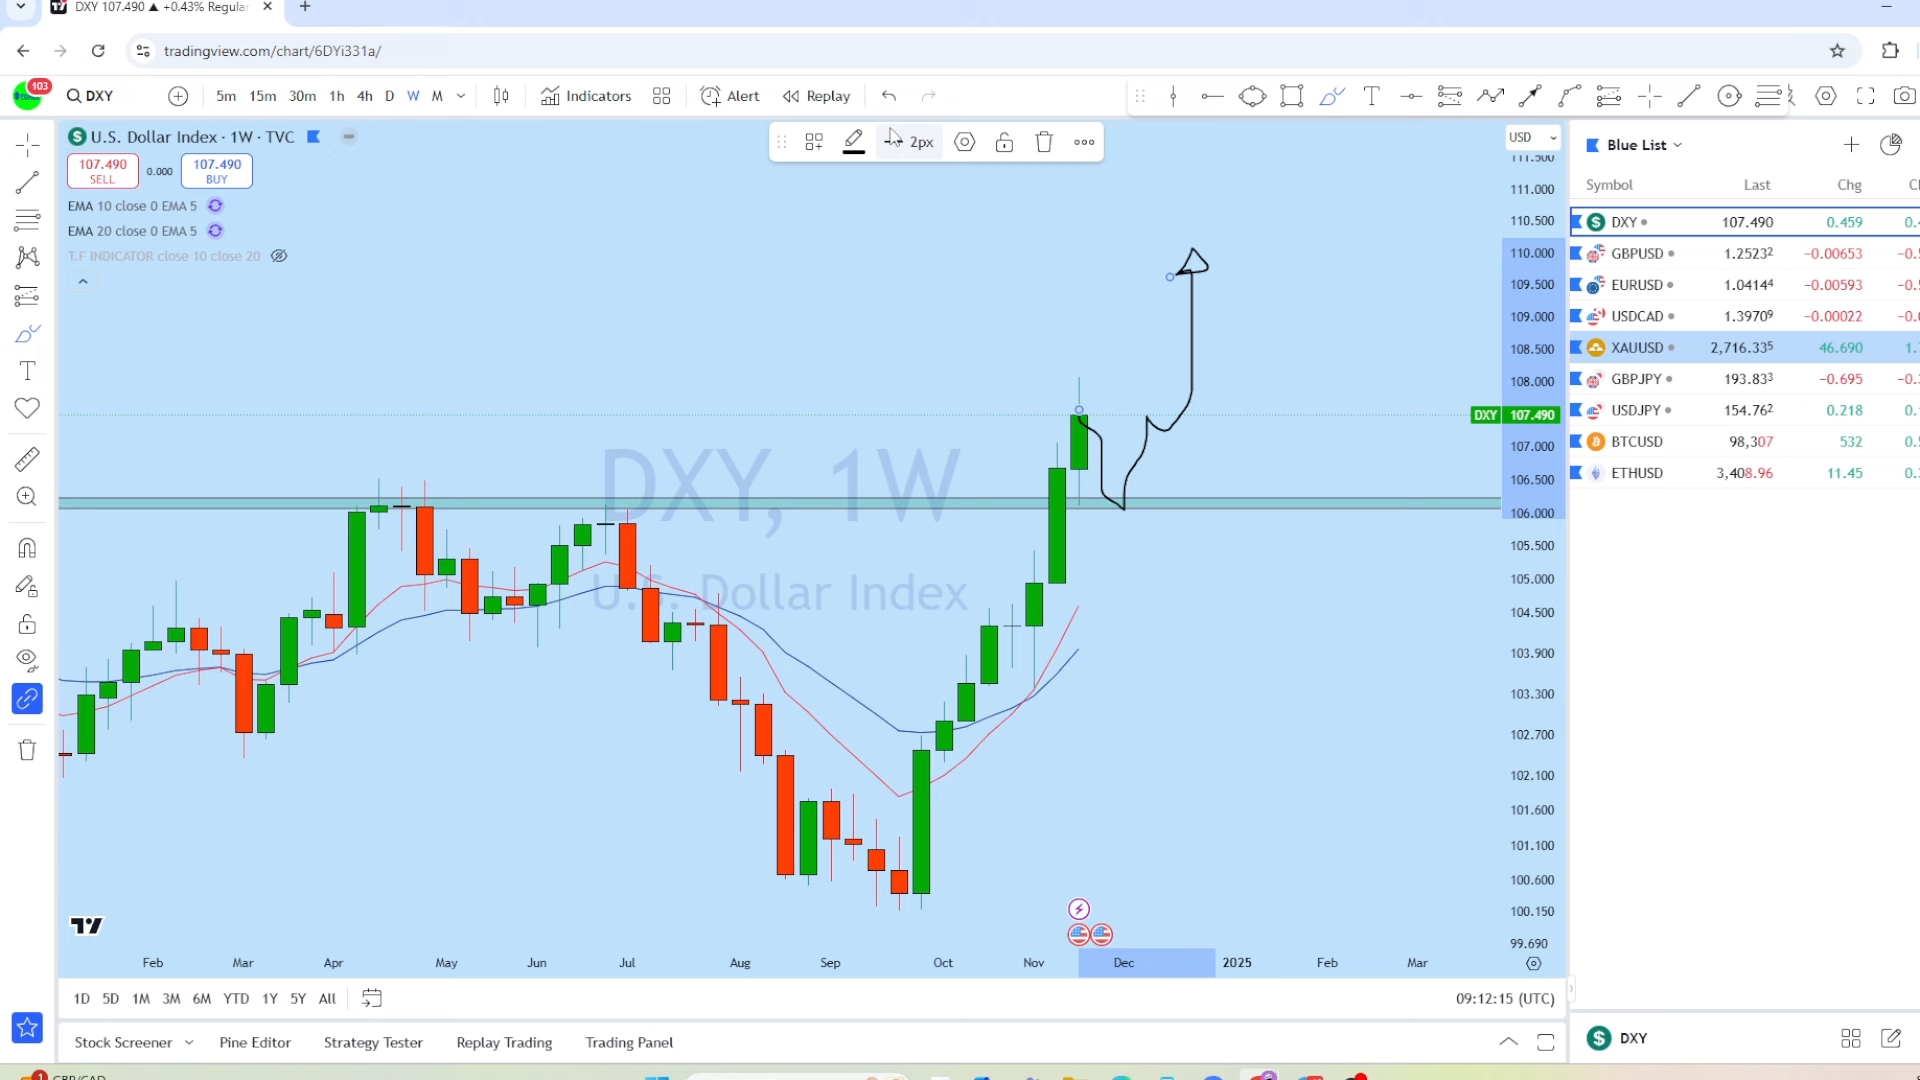 DXY 107.490 ▲ +0.43% Regular
tradingview.com/chart/6DYi331a/
103
DXY
5m 15m 30m 1h 4h D W M
Indicators
Alert
Replay
U.S. Dollar Index · 1W · TVC
2px
USD
107.490
SELL
0.000
107.490
BUY
EMA 10 close 0 EMA 5
EMA 20 close 0 EMA 5
T.F INDICATOR close 10 close 20
DXY, 1W
U.S. Dollar Index
111.500
111.000
110.500
110.000
109.500
109.000
108.500
108.000
DXY 107.490
107.000
106.500
106.000
105.500
105.000
104.500
103.900
103.300
102.700
102.100
101.600
101.100
100.600
100.150
99.690
Feb Mar Apr May Jun Jul Aug Sep Oct Nov Dec 2025 Feb Mar
1D 5D 1M 3M 6M YTD 1Y 5Y All
09:12:15 (UTC)
Stock Screener
Pine Editor
Strategy Tester
Replay Trading
Trading Panel
Blue List
Symbol Last Chg
DXY 107.490 0.459
GBPUSD 1.25232 −0.00653
EURUSD 1.04144 −0.00593
USDCAD 1.39709 −0.00022
XAUUSD 2,716.335 46.690
GBPJPY 193.833 −0.695
USDJPY 154.762 0.218
BTCUSD 98,307 532
ETHUSD 3,408.96 11.45
DXY
1
GBP/CAD